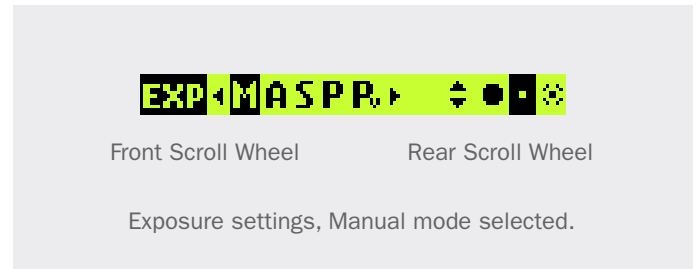 EXP M A S P R
Front Scroll Wheel Rear Scroll Wheel
Exposure settings, Manual mode selected.